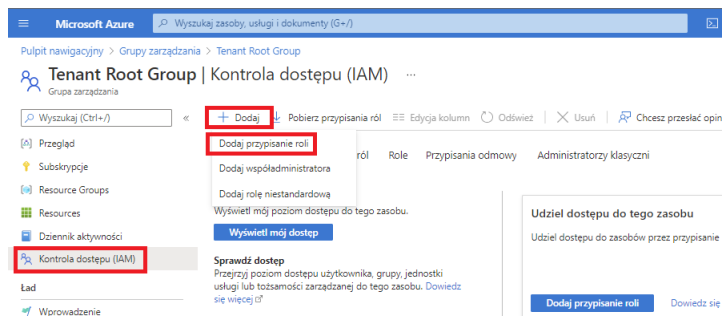 Microsoft Azure
Wyszukaj zasoby, usługi i dokumenty (G+/)
Pulpit nawigacyjny > Grupy zarządzania > Tenant Root Group
Tenant Root Group | Kontrola dostępu (IAM) ...
Grupa zarządzania
Wyszukaj (Ctrl+/)
«
+ Dodaj
Pobierz przypisania ról
Edycja kolumn
Odśwież
Usuń
Chcesz przesłać opin
Przegląd
Subskrypcje
Resource Groups
Resources
Dziennik aktywności
Kontrola dostępu (IAM)
Ład
Wprowadzenie
Dodaj przypisanie roli
Dodaj współadministratora
Dodaj rolę niestandardową
ról
Role
Przypisania odmowy
Administratorzy klasyczni
Wyświetl mój poziom dostępu do tego zasobu.
Wyświetl mój dostęp
Sprawdź dostęp
Przejrzyj poziom dostępu użytkownika, grupy, jednostki
usługi lub tożsamości zarządzanej do tego zasobu. Dowiedz
się więcej
Udziel dostępu do tego zasobu
Udziel dostępu do zasobów przez przypisanie
Dodaj przypisanie roli
Dowiedz się